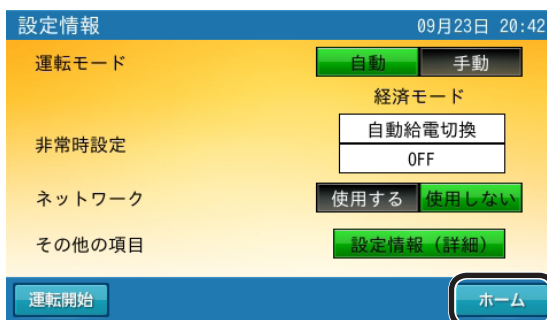 設定情報 09月23日 20:42
運転モード 自動 手動
経済モード
非常時設定 自動給電切換
OFF
ネットワーク 使用する 使用しない
その他の項目 設定情報（詳細）
運転開始 ホーム